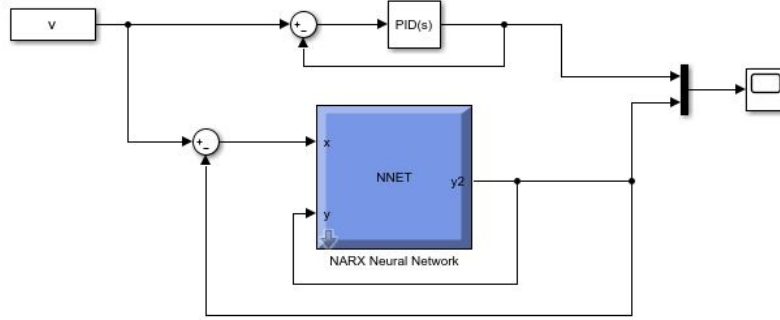 v
+
−
PID(s)
+
−
x
NNET
y2
y
NARX Neural Network